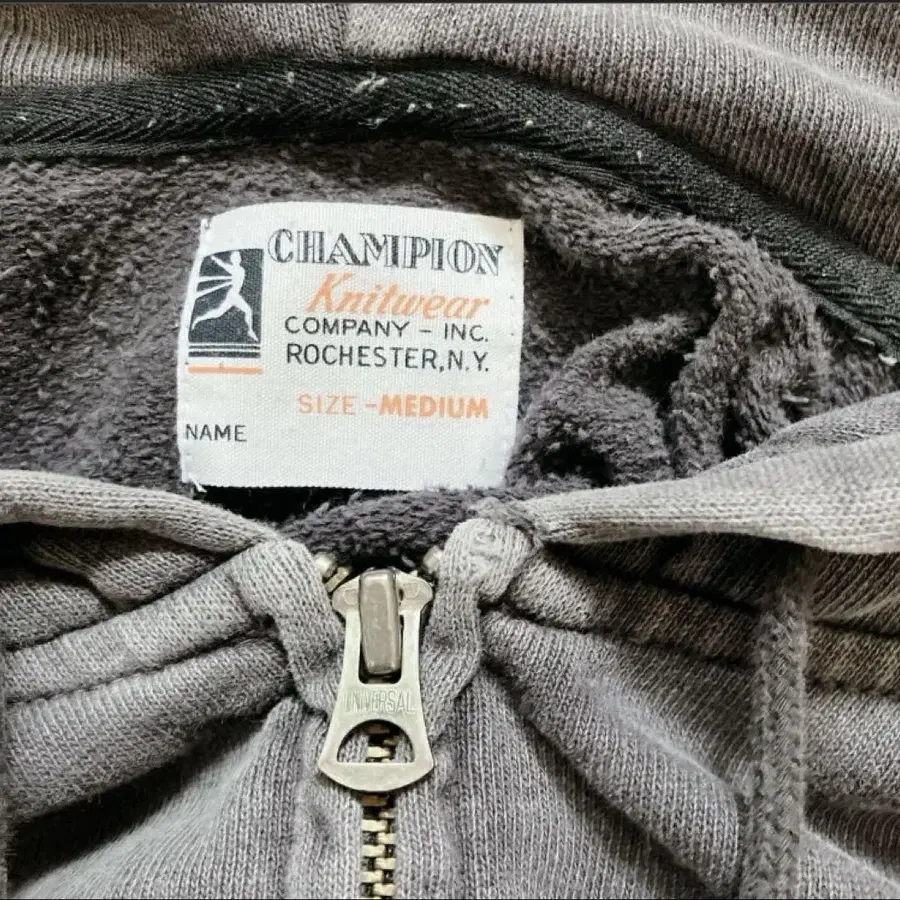 CHAMPION
Knitwear
COMPANY - INC.
ROCHESTER, N.Y.
SIZE - MEDIUM
NAME
UNIVERSAL